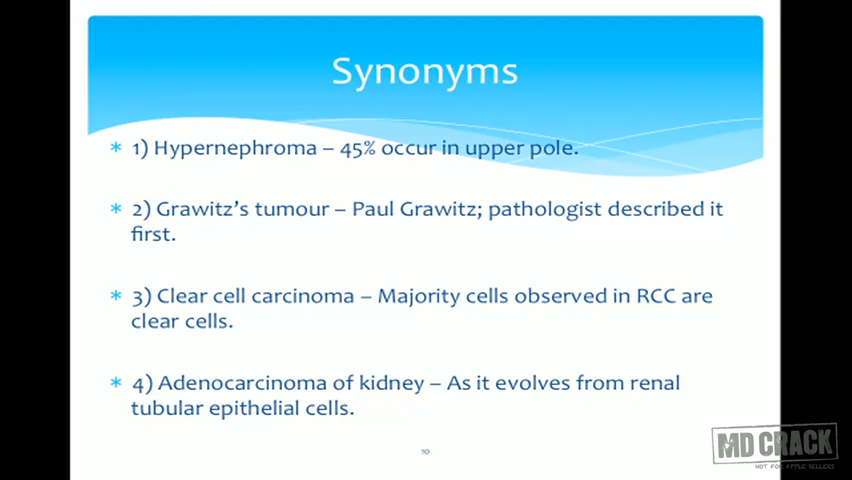 Synonyms
* 1) Hypernephroma – 45% occur in upper pole.
* 2) Grawitz's tumour – Paul Grawitz; pathologist described it
first.
* 3) Clear cell carcinoma – Majority cells observed in RCC are
clear cells.
* 4) Adenocarcinoma of kidney – As it evolves from renal
tubular epithelial cells.
10
MD CRACK
NOT FOR APPLE SELLERS